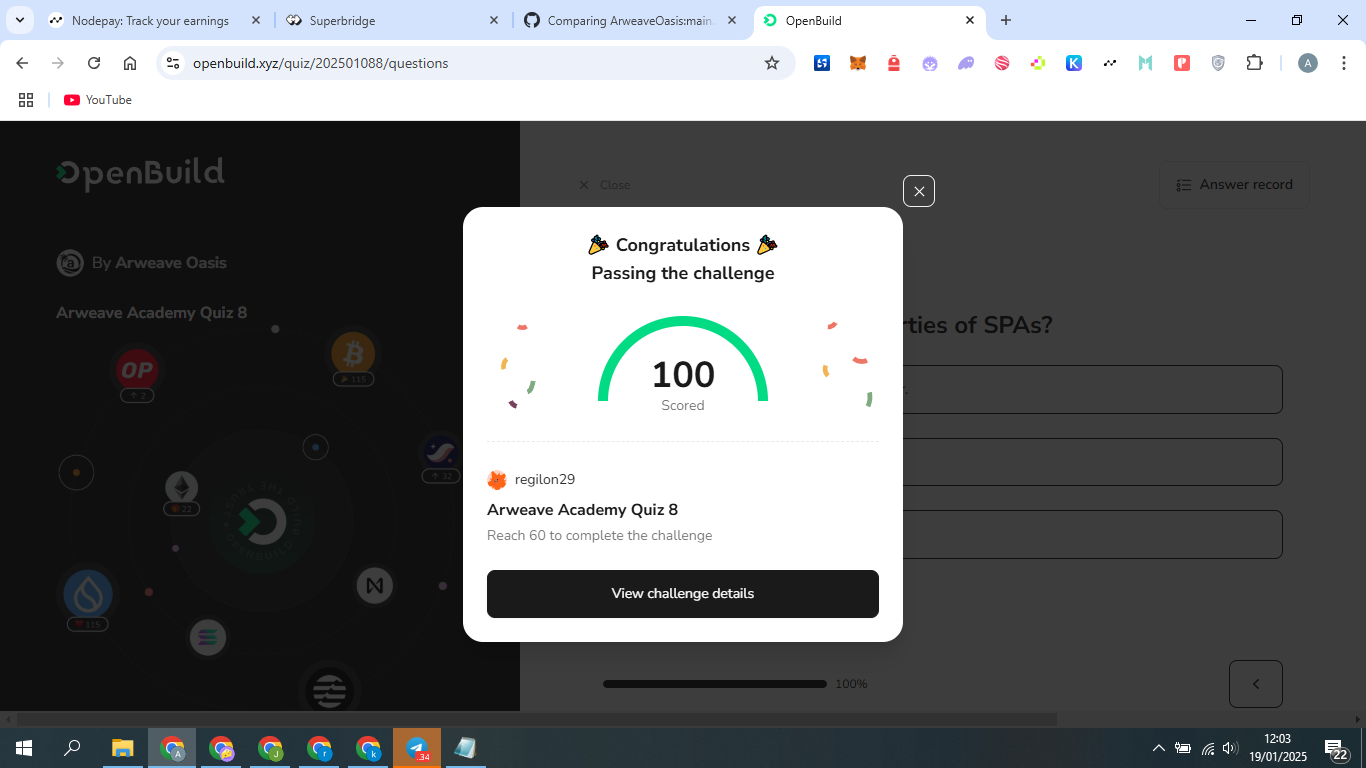 Nodepay: Track your earnings
Superbridge
Comparing ArweaveOasis:main
OpenBuild
openbuild.xyz/quiz/202501088/questions
A
YouTube
OpenBuild
By Arweave Oasis
Arweave Academy Quiz 8
OP
2
115
22
32
115
Close
Answer record
rties of SPAs?
Congratulations
Passing the challenge
100
Scored
regilon29
Arweave Academy Quiz 8
Reach 60 to complete the challenge
View challenge details
100%
A
J
r
k
34
12:03
19/01/2025
22